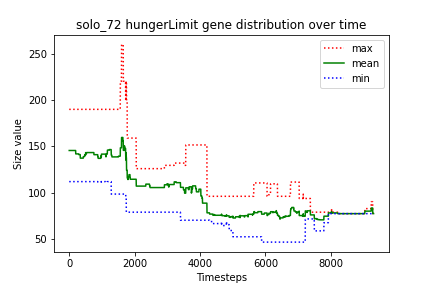 solo_72 hungerLimit gene distribution over time
max
mean
min
Size value
250
200
150
100
50
0
2000
4000
6000
8000
Timesteps